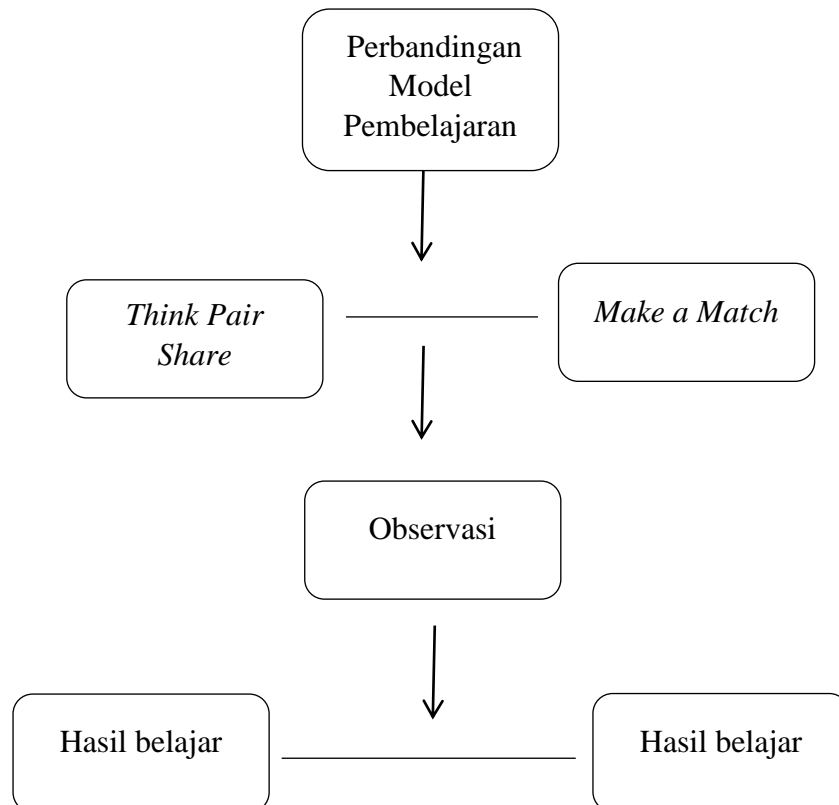 Perbandingan
Model
Pembelajaran
Think Pair
Share
Make a Match
Observasi
Hasil belajar
Hasil belajar